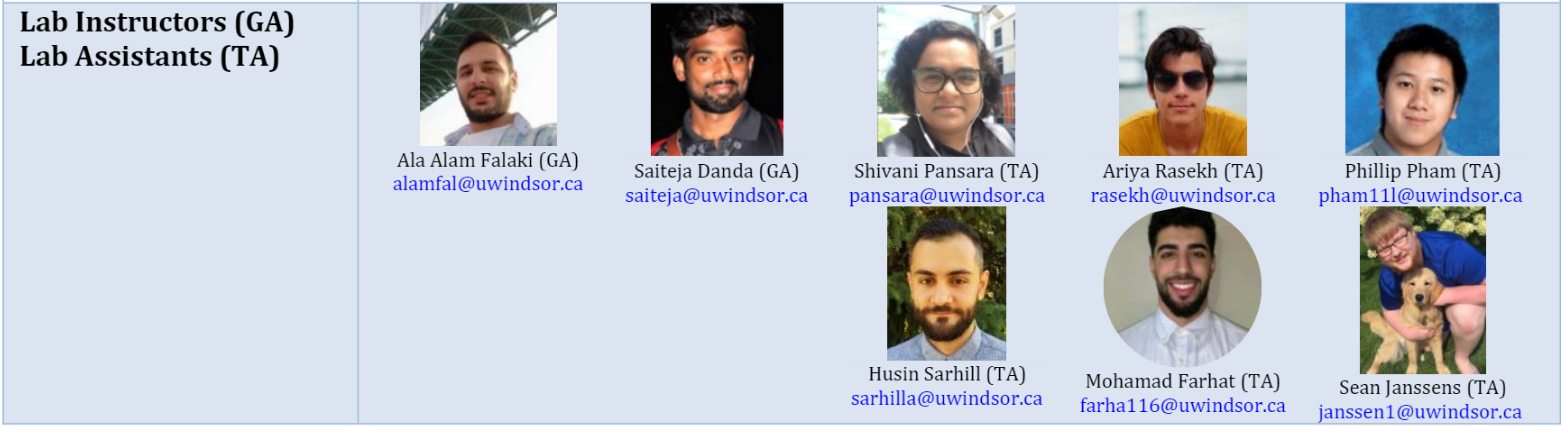 Lab Instructors (GA)
Lab Assistants (TA)
Ala Alam Falaki (GA)
alamfal@uwindsor.ca
Saiteja Danda (GA)
saiteja@uwindsor.ca
Shivani Pansara (TA)
pansara@uwindsor.ca
Ariya Rasekh (TA)
rasekh@uwindsor.ca
Phillip Pham (TA)
pham11l@uwindsor.ca
Husin Sarhill (TA)
sarhilla@uwindsor.ca
Mohamad Farhat (TA)
farha116@uwindsor.ca
Sean Janssens (TA)
janssen1@uwindsor.ca